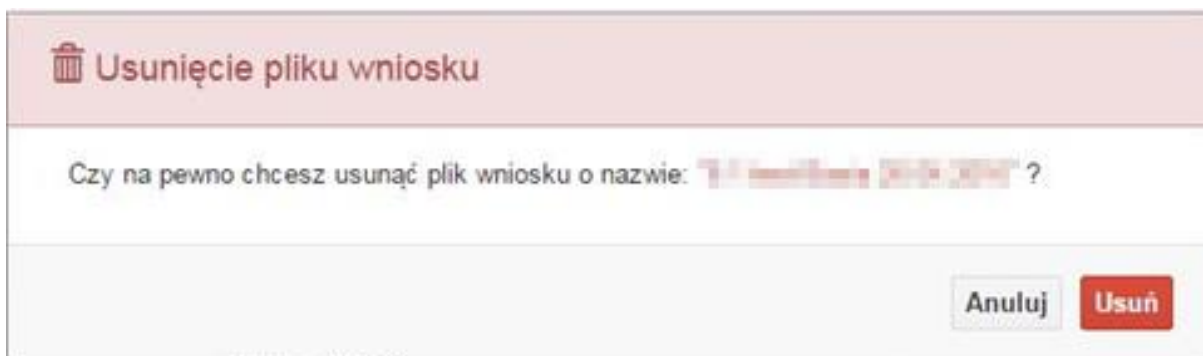 Usunięcie pliku wniosku
Czy na pewno chcesz usunąć plik wniosku o nazwie: ?
Anuluj Usuń